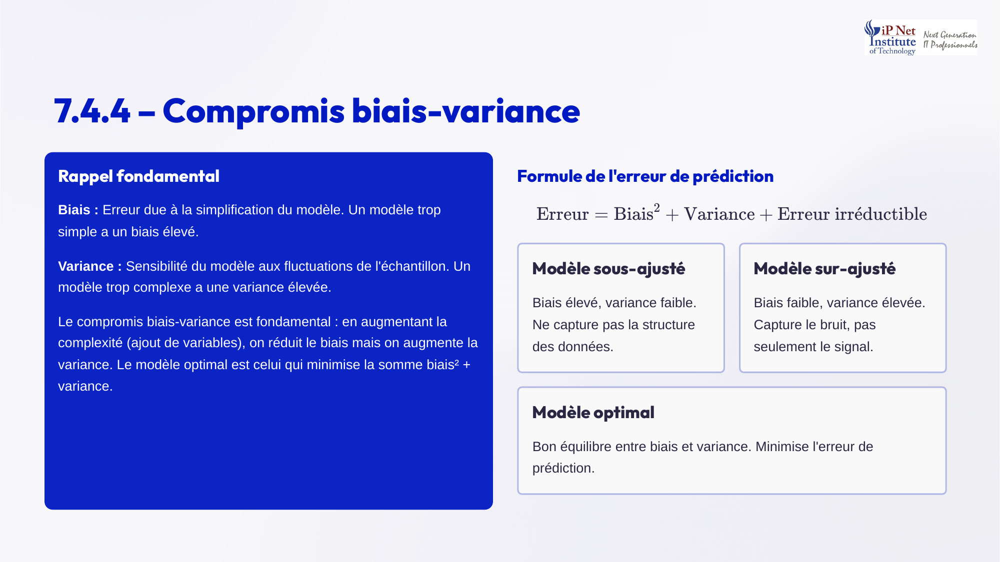 iP Net
Institute
of Technology
Next Generation
IT Professionnels
7.4.4 – Compromis biais-variance
Rappel fondamental
Biais : Erreur due à la simplification du modèle. Un modèle trop
simple a un biais élevé.
Variance : Sensibilité du modèle aux fluctuations de l'échantillon. Un
modèle trop complexe a une variance élevée.
Le compromis biais-variance est fondamental : en augmentant la
complexité (ajout de variables), on réduit le biais mais on augmente la
variance. Le modèle optimal est celui qui minimise la somme biais² +
variance.
Formule de l'erreur de prédiction
Erreur = Biais² + Variance + Erreur irréductible
Modèle sous-ajusté
Biais élevé, variance faible.
Ne capture pas la structure
des données.
Modèle sur-ajusté
Biais faible, variance élevée.
Capture le bruit, pas
seulement le signal.
Modèle optimal
Bon équilibre entre biais et variance. Minimise l'erreur de
prédiction.